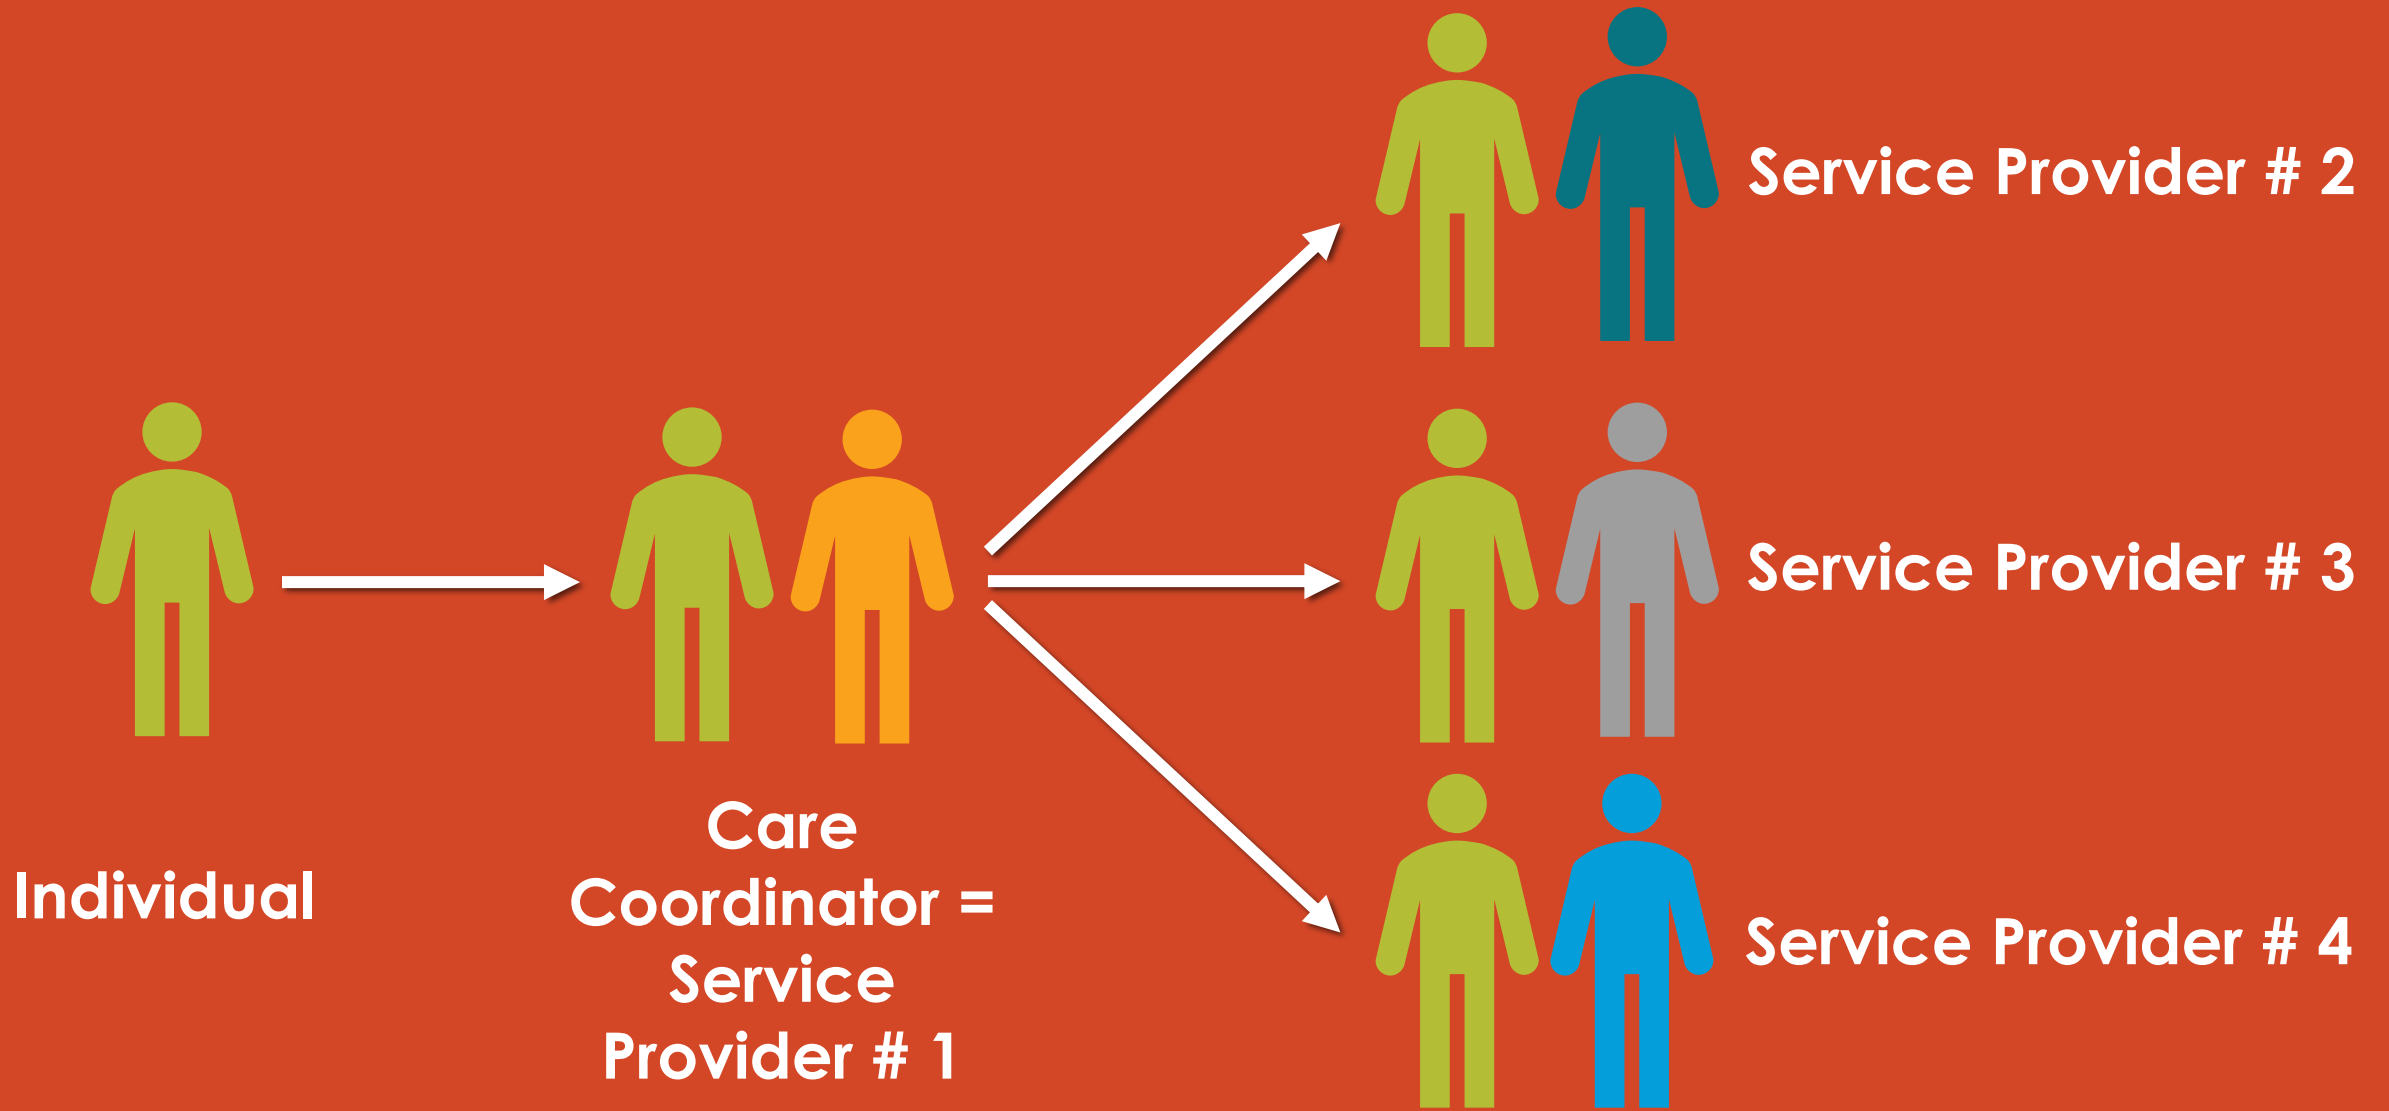 Service Provider # 2
Service Provider # 3
Individual
Care
Coordinator =
Service
Provider # 1
Service Provider # 4